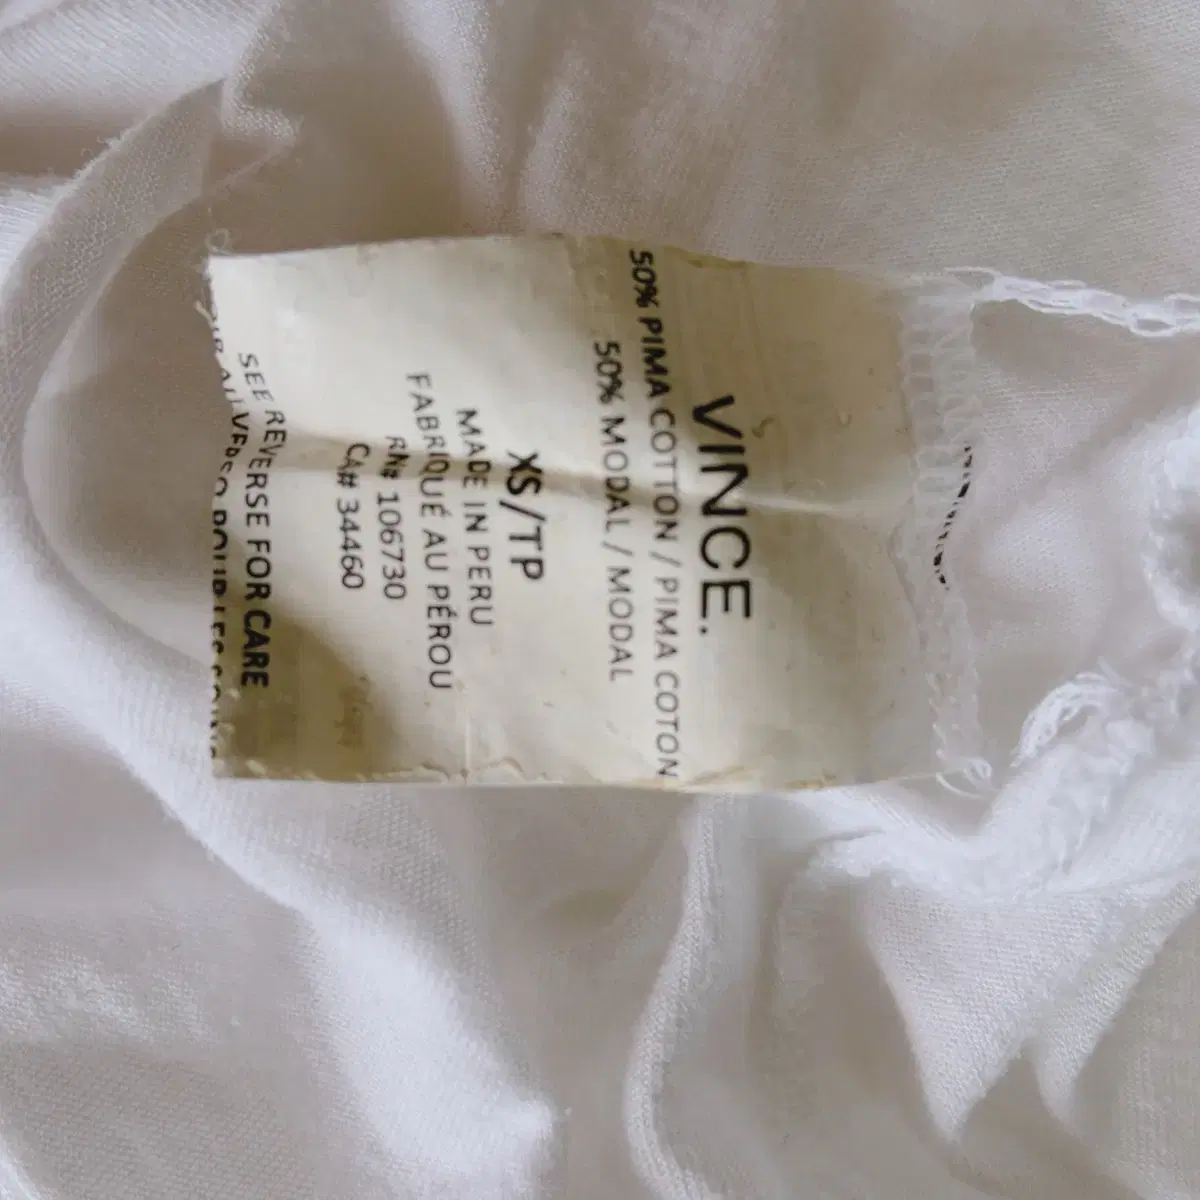 VINCE.
50% PIMA COTTON / PIMA COTON
50% MODAL / MODAL
XS/TP
MADE IN PERU
FABRIQUÉ AU PÉROU
RN# 106730
CA# 34460
SEE REVERSE FOR CARE